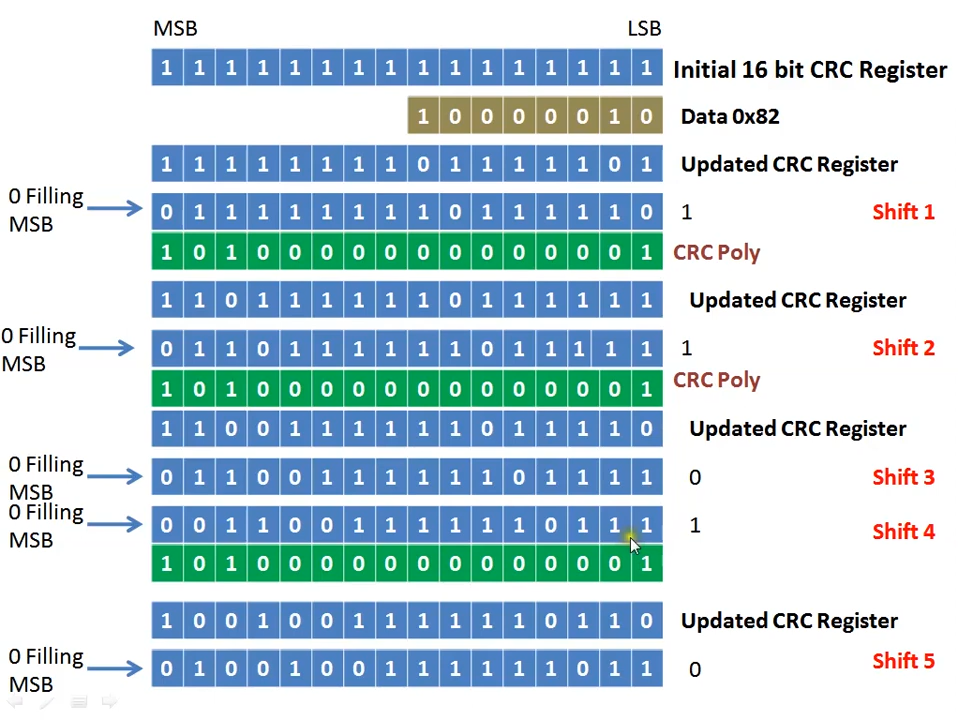 MSB LSB
1 1 1 1 1 1 1 1 1 1 1 1 1 1 1 1 Initial 16 bit CRC Register
1 0 0 0 0 0 1 0 Data 0x82
1 1 1 1 1 1 1 1 0 1 1 1 1 1 0 1 Updated CRC Register
0 Filling
MSB
0 1 1 1 1 1 1 1 1 0 1 1 1 1 1 0 1 Shift 1
1 0 1 0 0 0 0 0 0 0 0 0 0 0 0 1 CRC Poly
1 1 0 1 1 1 1 1 1 0 1 1 1 1 1 1 Updated CRC Register
0 Filling
MSB
0 1 1 0 1 1 1 1 1 1 0 1 1 1 1 1 1 Shift 2
1 0 1 0 0 0 0 0 0 0 0 0 0 0 0 1 CRC Poly
1 1 0 0 1 1 1 1 1 1 0 1 1 1 1 0 Updated CRC Register
0 Filling
MSB
0 1 1 0 0 1 1 1 1 1 1 0 1 1 1 1 0 Shift 3
0 Filling
MSB
0 0 1 1 0 0 1 1 1 1 1 1 0 1 1 1 1 Shift 4
1 0 1 0 0 0 0 0 0 0 0 0 0 0 0 1
1 0 0 1 0 0 1 1 1 1 1 1 0 1 1 0 Updated CRC Register
0 Filling
MSB
0 1 0 0 1 0 0 1 1 1 1 1 1 0 1 1 0 Shift 5